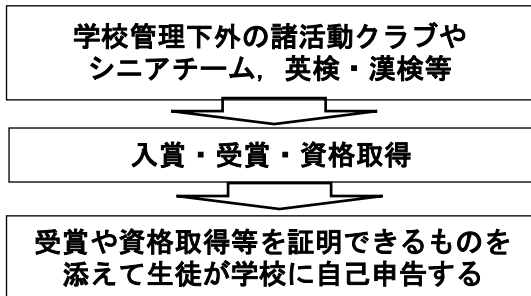 学校管理下外の諸活動クラブや
シニアチーム，英検・漢検等
入賞・受賞・資格取得
受賞や資格取得等を証明できるものを
添えて生徒が学校に自己申告する